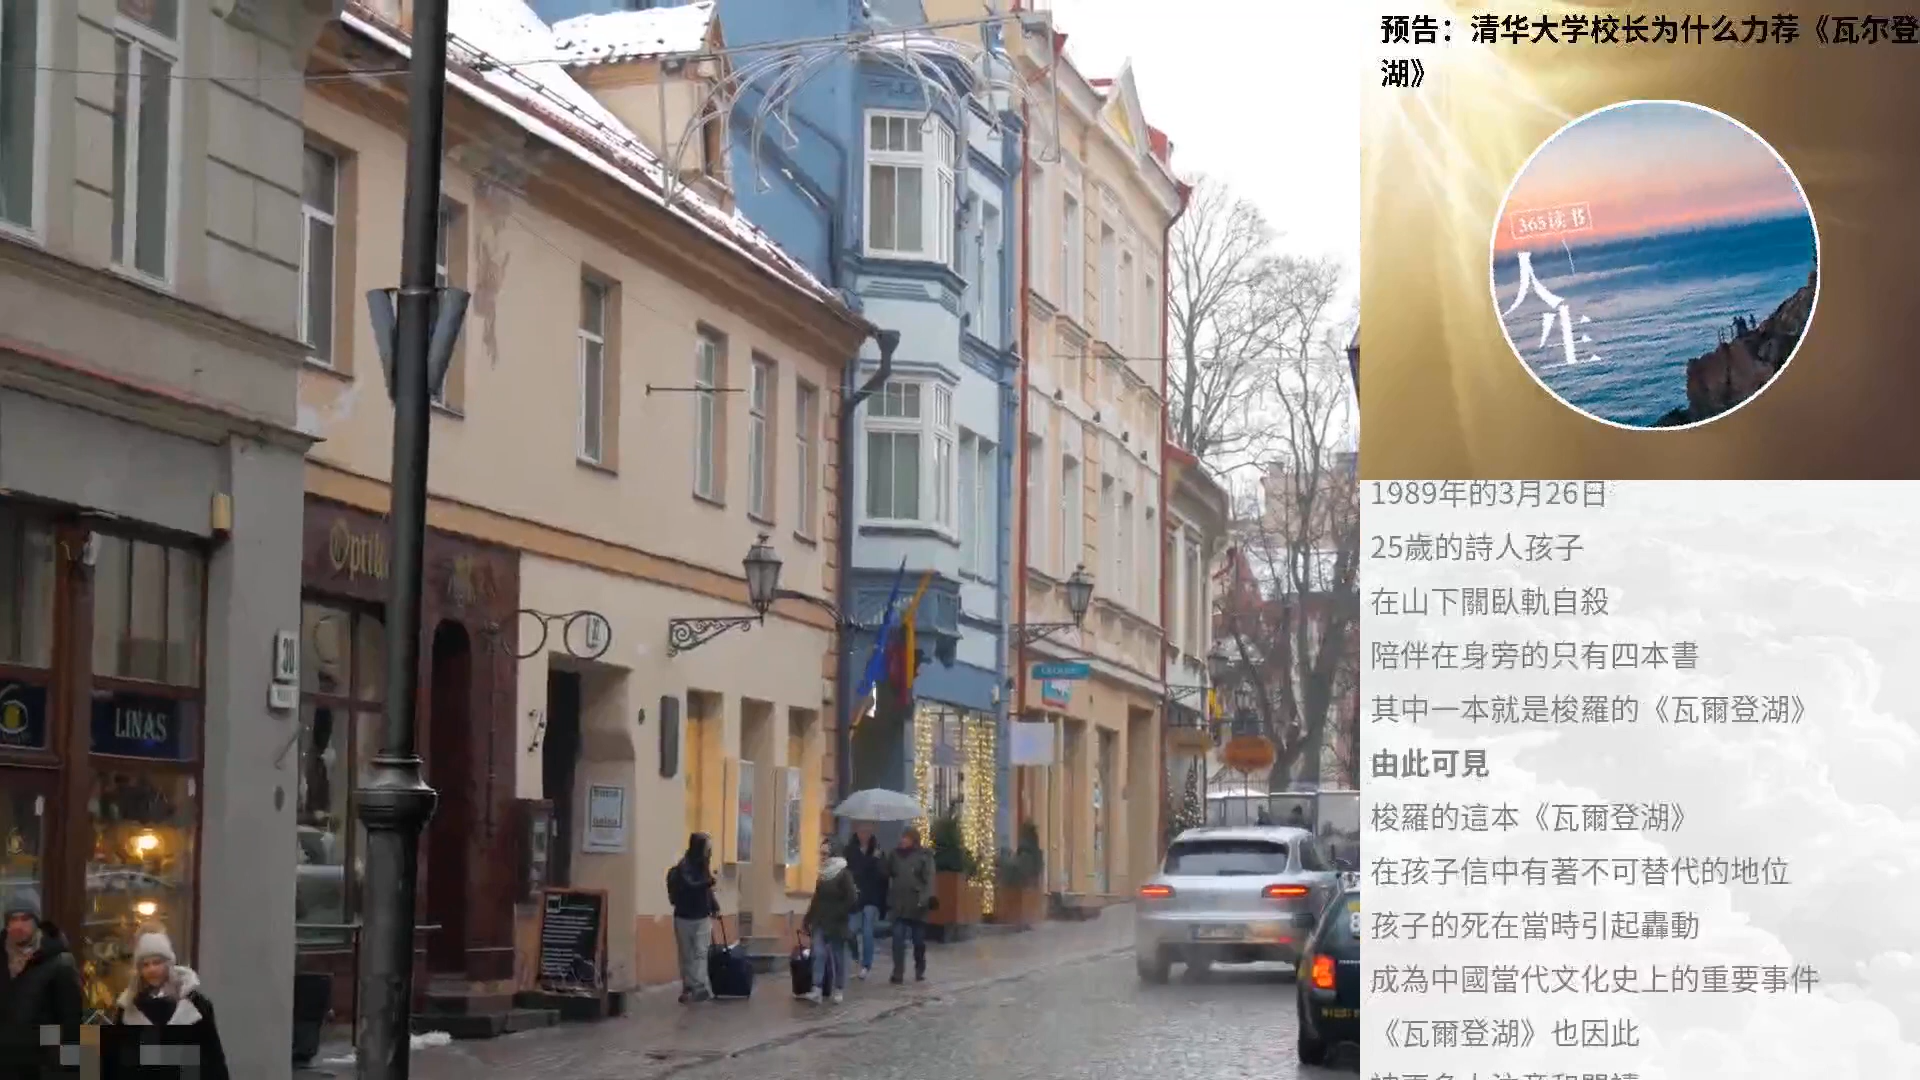 预告：清华大学校长为什么力荐《瓦尔登
湖》
365读书
人生
1989年的3月26日
25歲的詩人孩子
在山下關臥軌自殺
陪伴在身旁的只有四本書
其中一本就是梭羅的《瓦爾登湖》
由此可見
梭羅的這本《瓦爾登湖》
在孩子信中有著不可替代的地位
孩子的死在當時引起轟動
成為中國當代文化史上的重要事件
《瓦爾登湖》也因此
LINAS
30